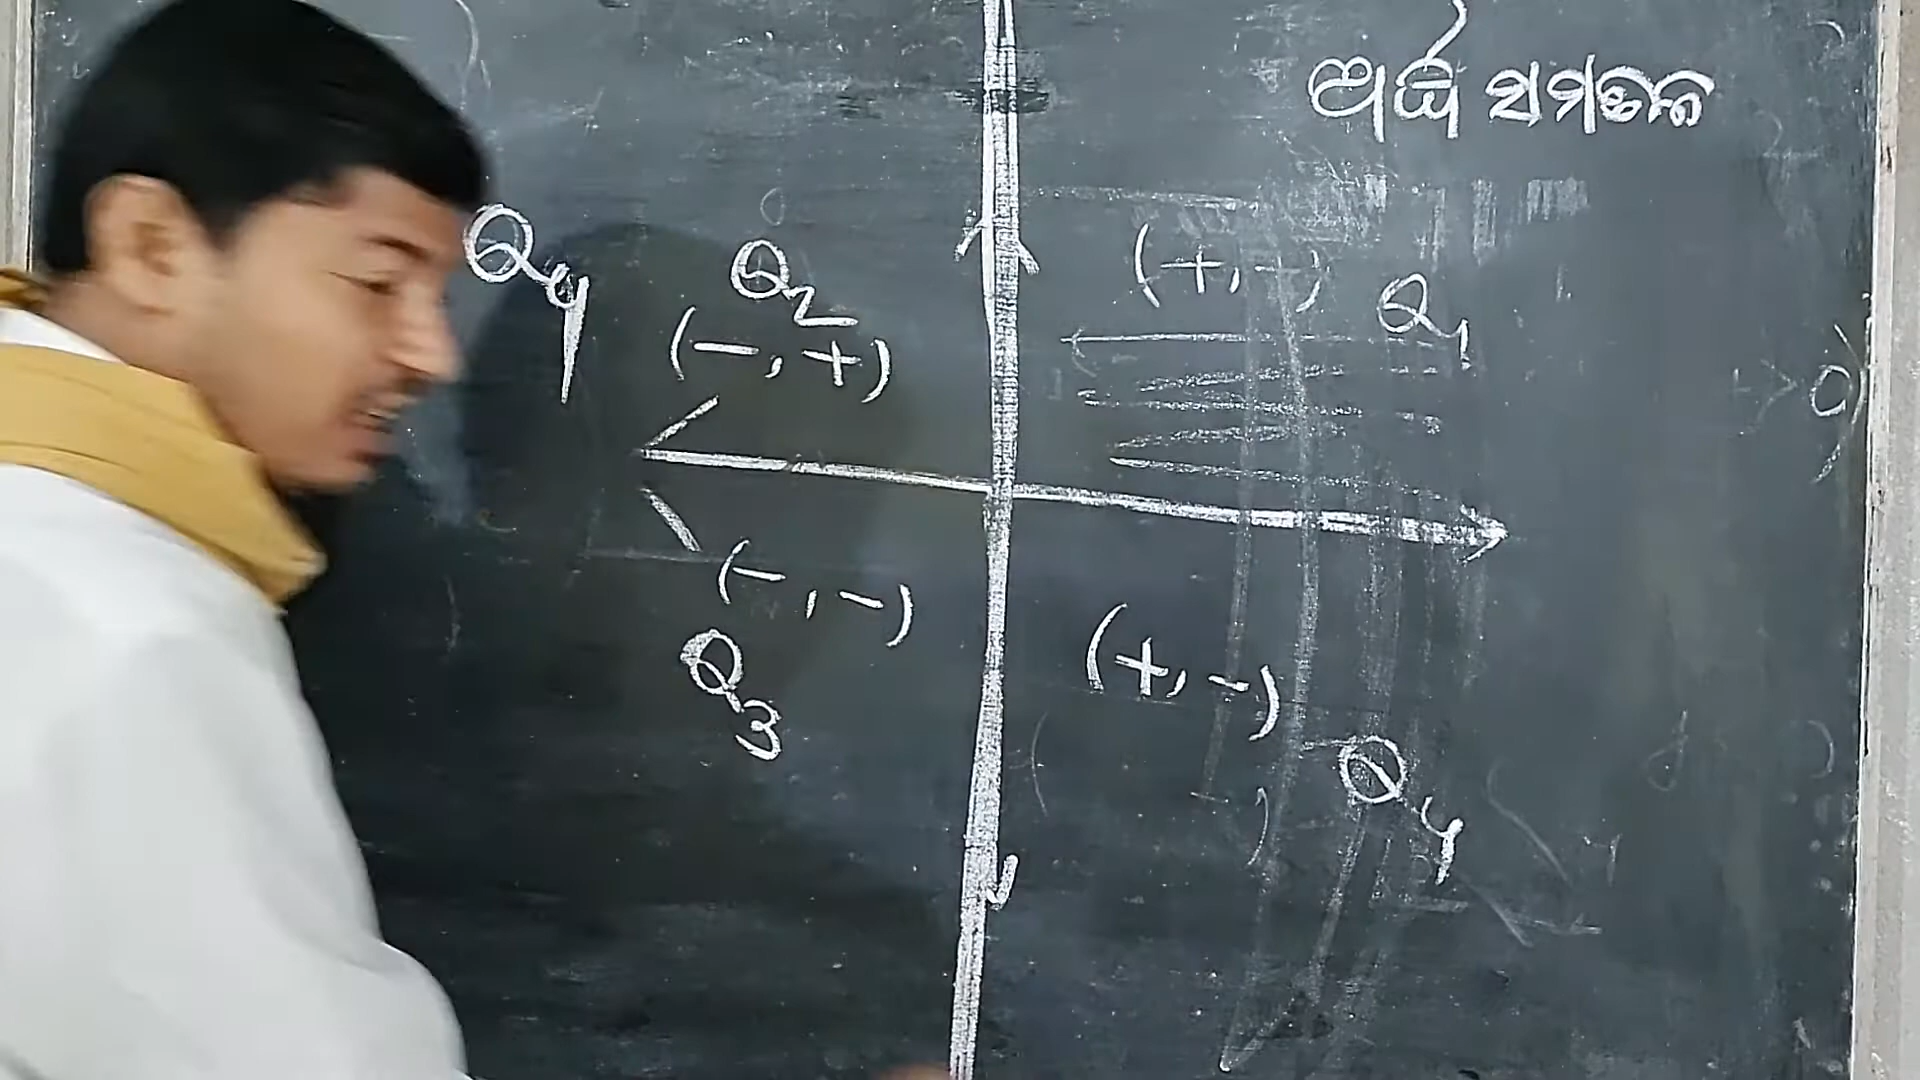 ଅର୍ଦ୍ଧ ସମତଳ
Q4
Q2
(-, +)
(+, +)
Q1
(-, -)
Q3
(+, -)
Q4